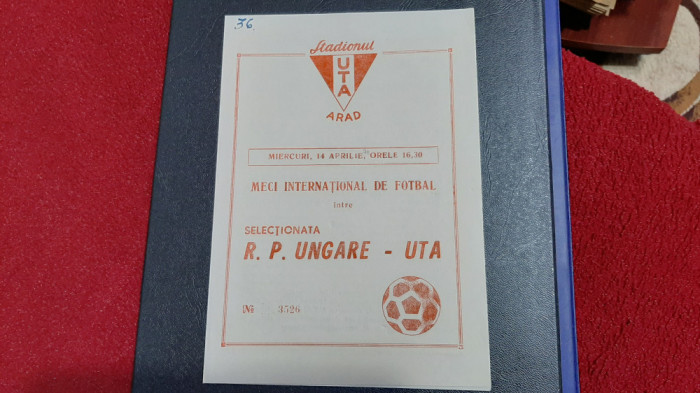 36.
Stadionul
UTA
ARAD
MIERCURI, 14 APRILIE, ORELE 16,30
MECI INTERNAȚIONAL DE FOTBAL
între
SELECȚIONATA
R. P. UNGARE - UTA
№ 3526